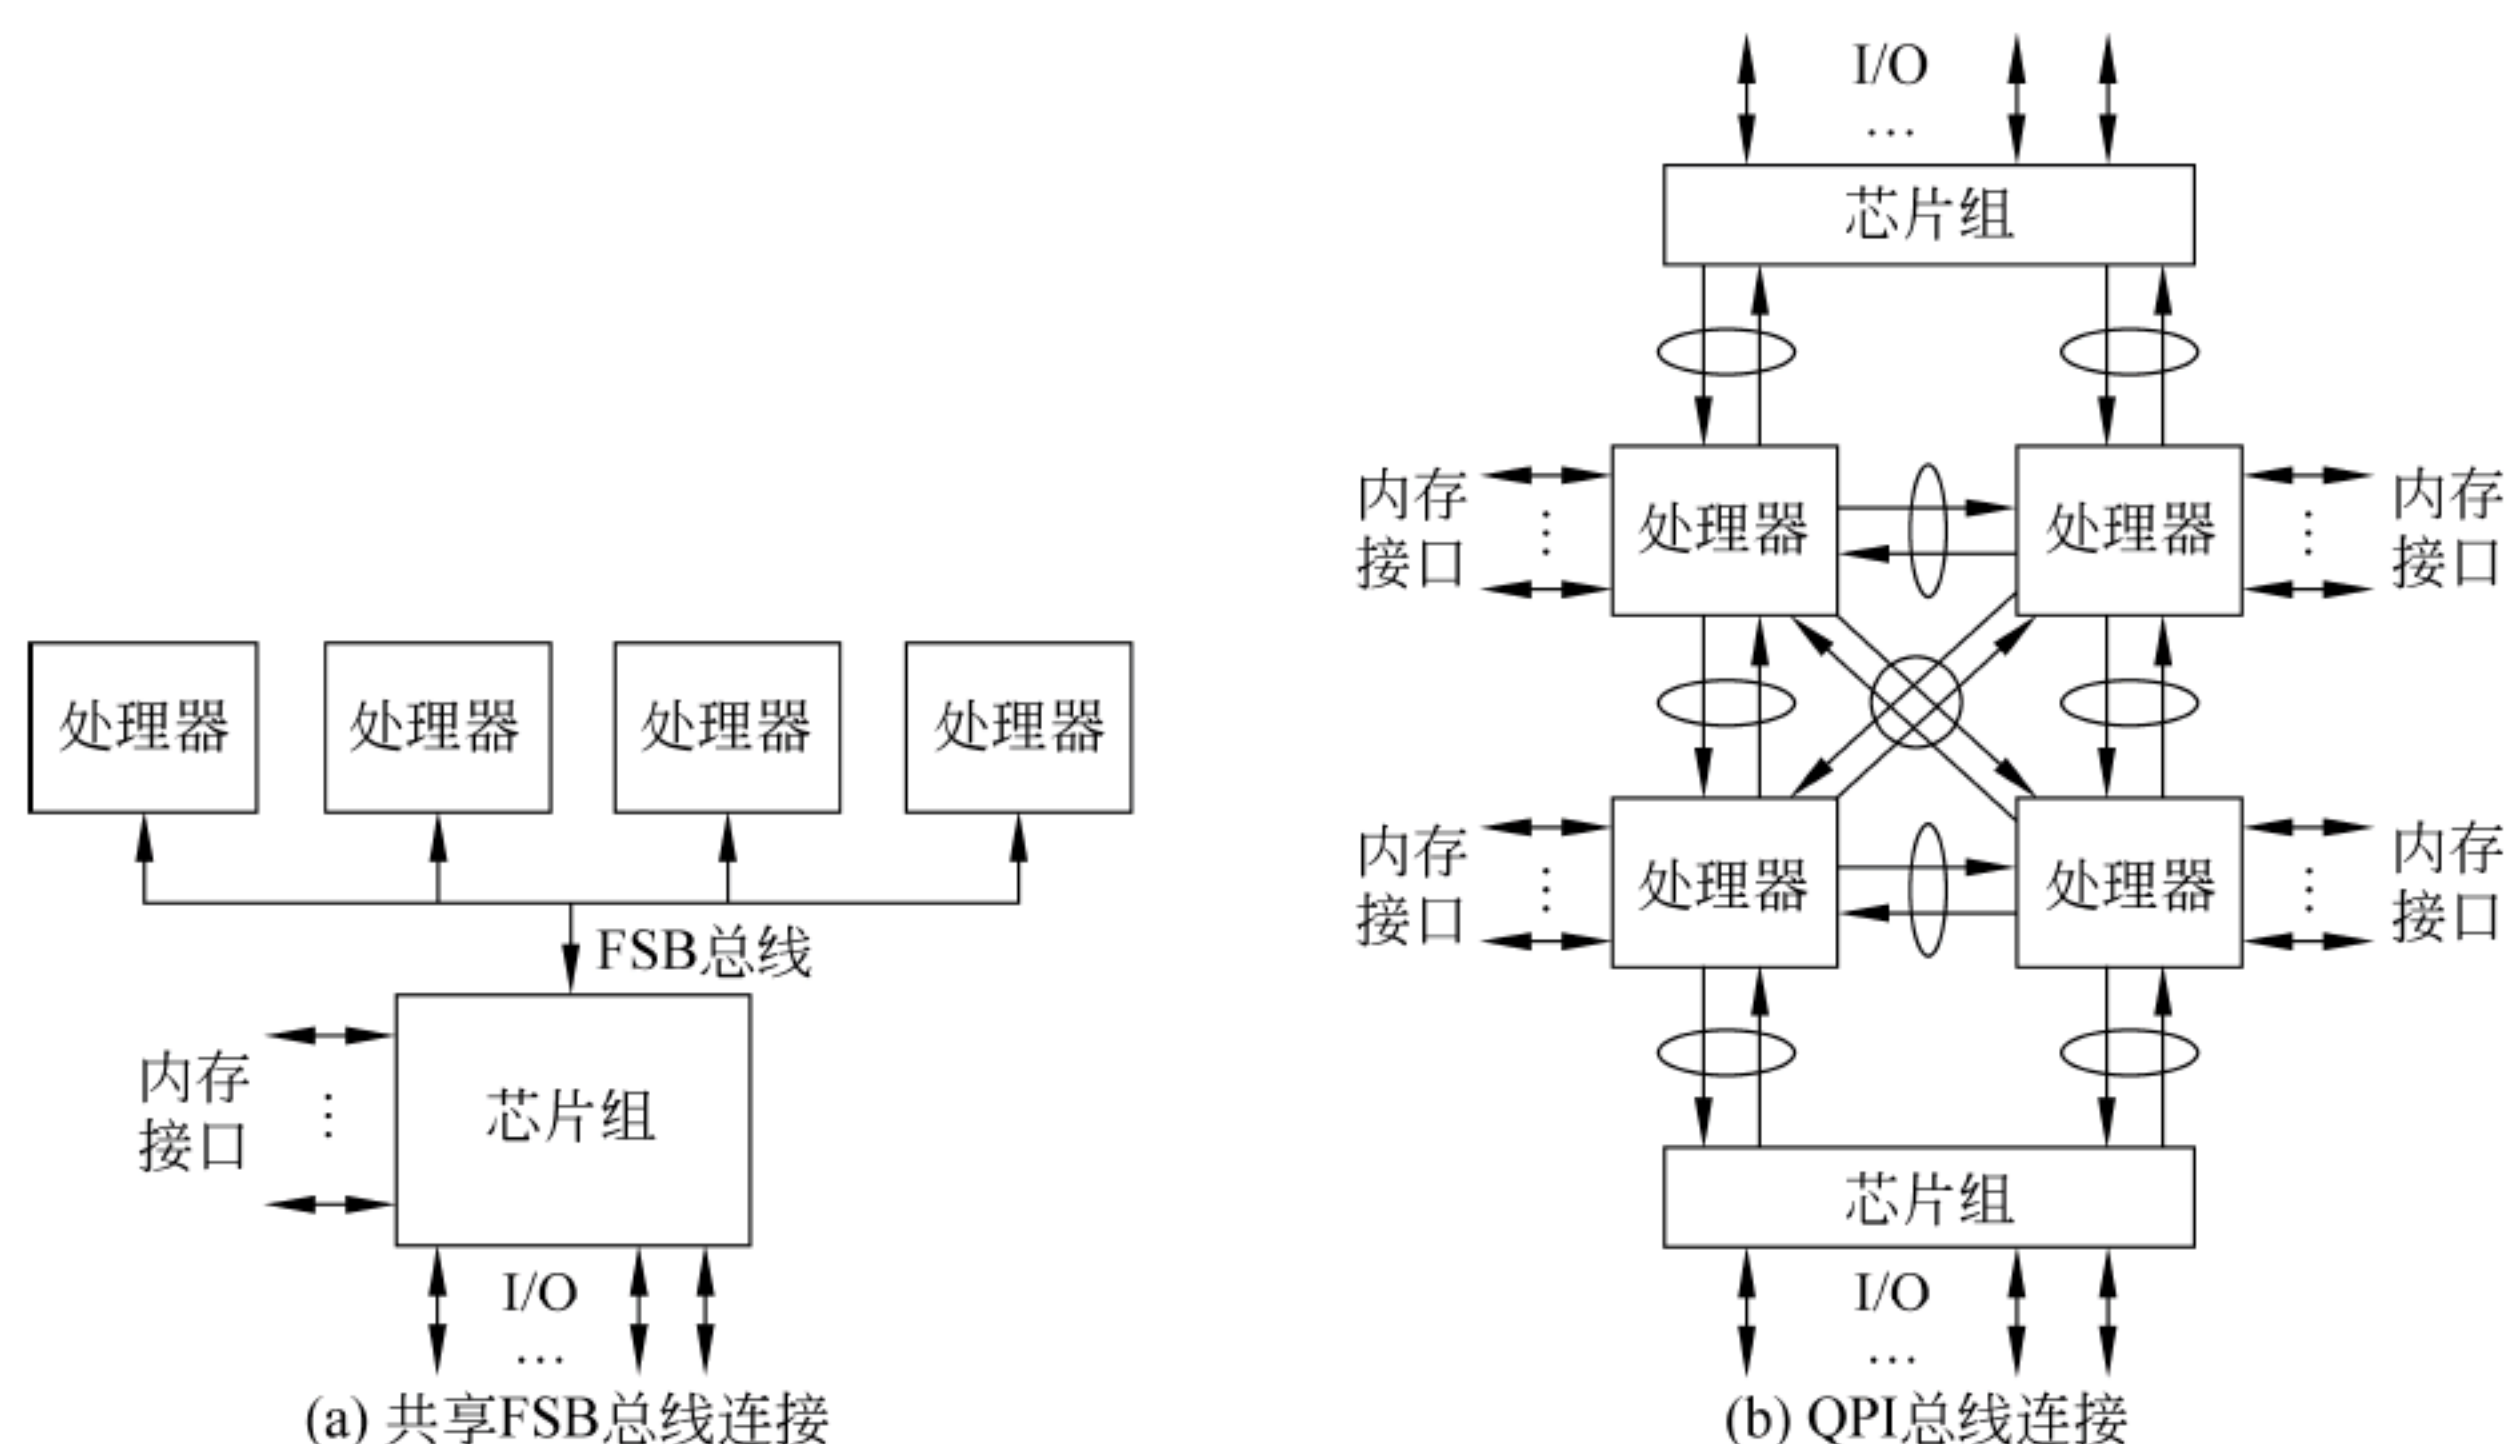 处理器 处理器 处理器 处理器
FSB总线
内存
接口
⋮
芯片组
I/O
…
(a) 共享FSB总线连接
I/O
…
芯片组
内存
接口
⋮
处理器 处理器
内存
接口
⋮
内存
接口
⋮
处理器 处理器
内存
接口
⋮
芯片组
I/O
…
(b) QPI总线连接